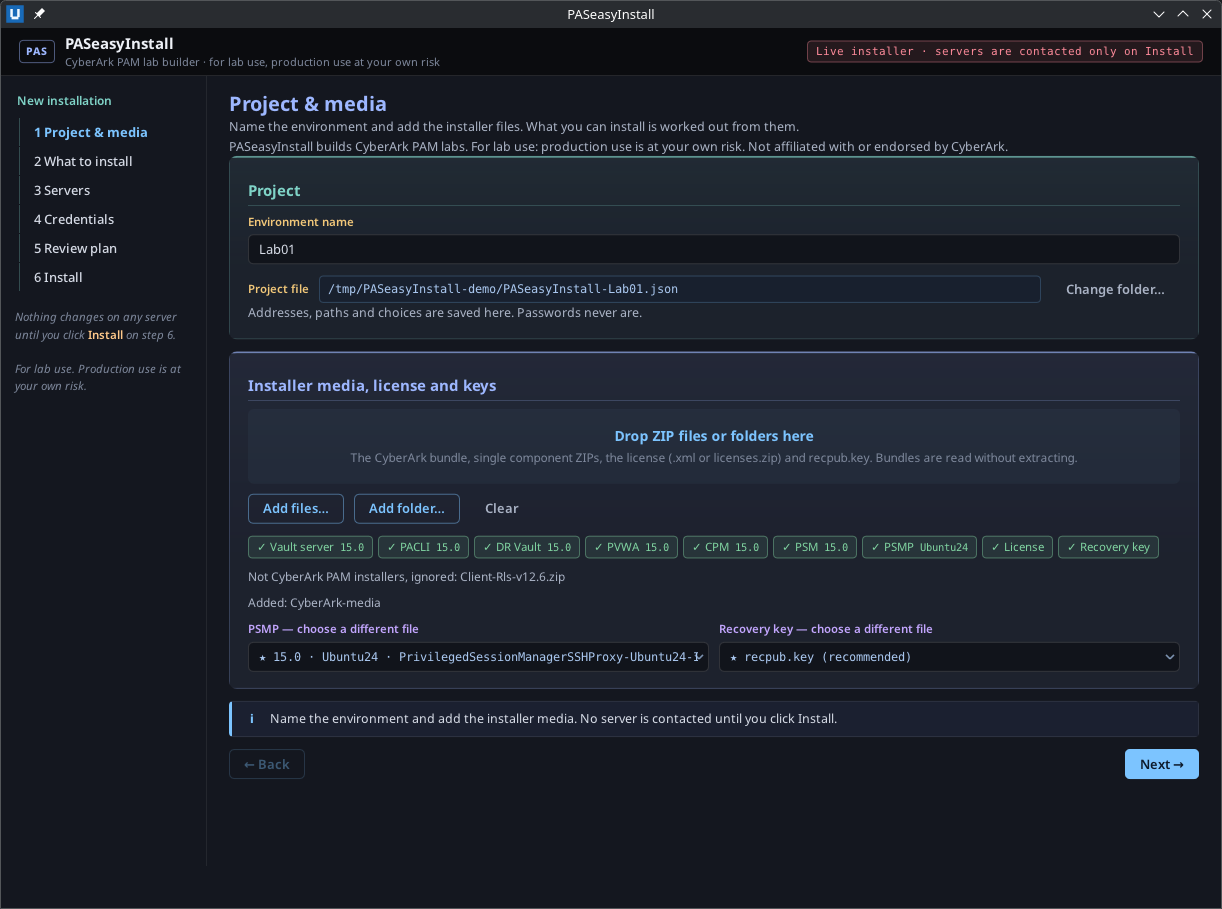 PASeasyInstall
PAS
PASeasyInstall
CyberArk PAM lab builder · for lab use, production use at your own risk
Live installer · servers are contacted only on Install
New installation
1 Project & media
2 What to install
3 Servers
4 Credentials
5 Review plan
6 Install
Nothing changes on any server
until you click Install on step 6.
For lab use. Production use is at
your own risk.
Project & media
Name the environment and add the installer files. What you can install is worked out from them.
PASeasyInstall builds CyberArk PAM labs. For lab use: production use is at your own risk. Not affiliated with or endorsed by CyberArk.
Project
Environment name
Lab01
Project file /tmp/PASeasyInstall-demo/PASeasyInstall-Lab01.json Change folder...
Addresses, paths and choices are saved here. Passwords never are.
Installer media, license and keys
Drop ZIP files or folders here
The CyberArk bundle, single component ZIPs, the license (.xml or licenses.zip) and recpub.key. Bundles are read without extracting.
Add files... Add folder... Clear
✓ Vault server 15.0 ✓ PACLI 15.0 ✓ DR Vault 15.0 ✓ PVWA 15.0 ✓ CPM 15.0 ✓ PSM 15.0 ✓ PSMP Ubuntu24 ✓ License ✓ Recovery key
Not CyberArk PAM installers, ignored: Client-Rls-v12.6.zip
Added: CyberArk-media
PSMP — choose a different file
★ 15.0 · Ubuntu24 · PrivilegedSessionManagerSSHProxy-Ubuntu24-
Recovery key — choose a different file
★ recpub.key (recommended)
i Name the environment and add the installer media. No server is contacted until you click Install.
← Back
Next →